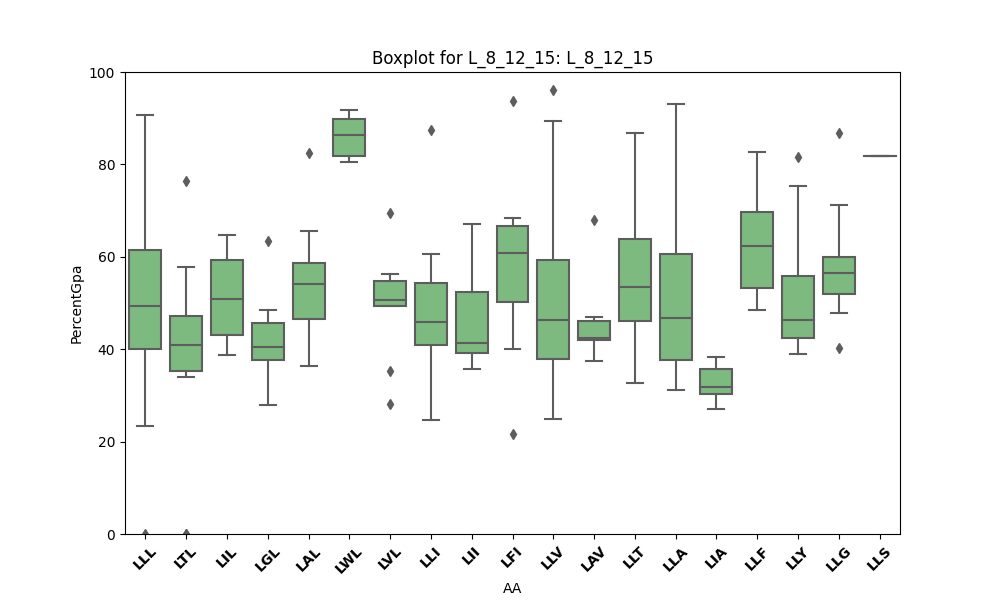 Boxplot for L_8_12_15: L_8_12_15
100
80
60
40
20
0
PercentGpa
LLL LTL LIL LGL LAL LWL LVL LLI LII LFI LLV LAV LLT LLA LIA LLF LLY LLG LLS
AA